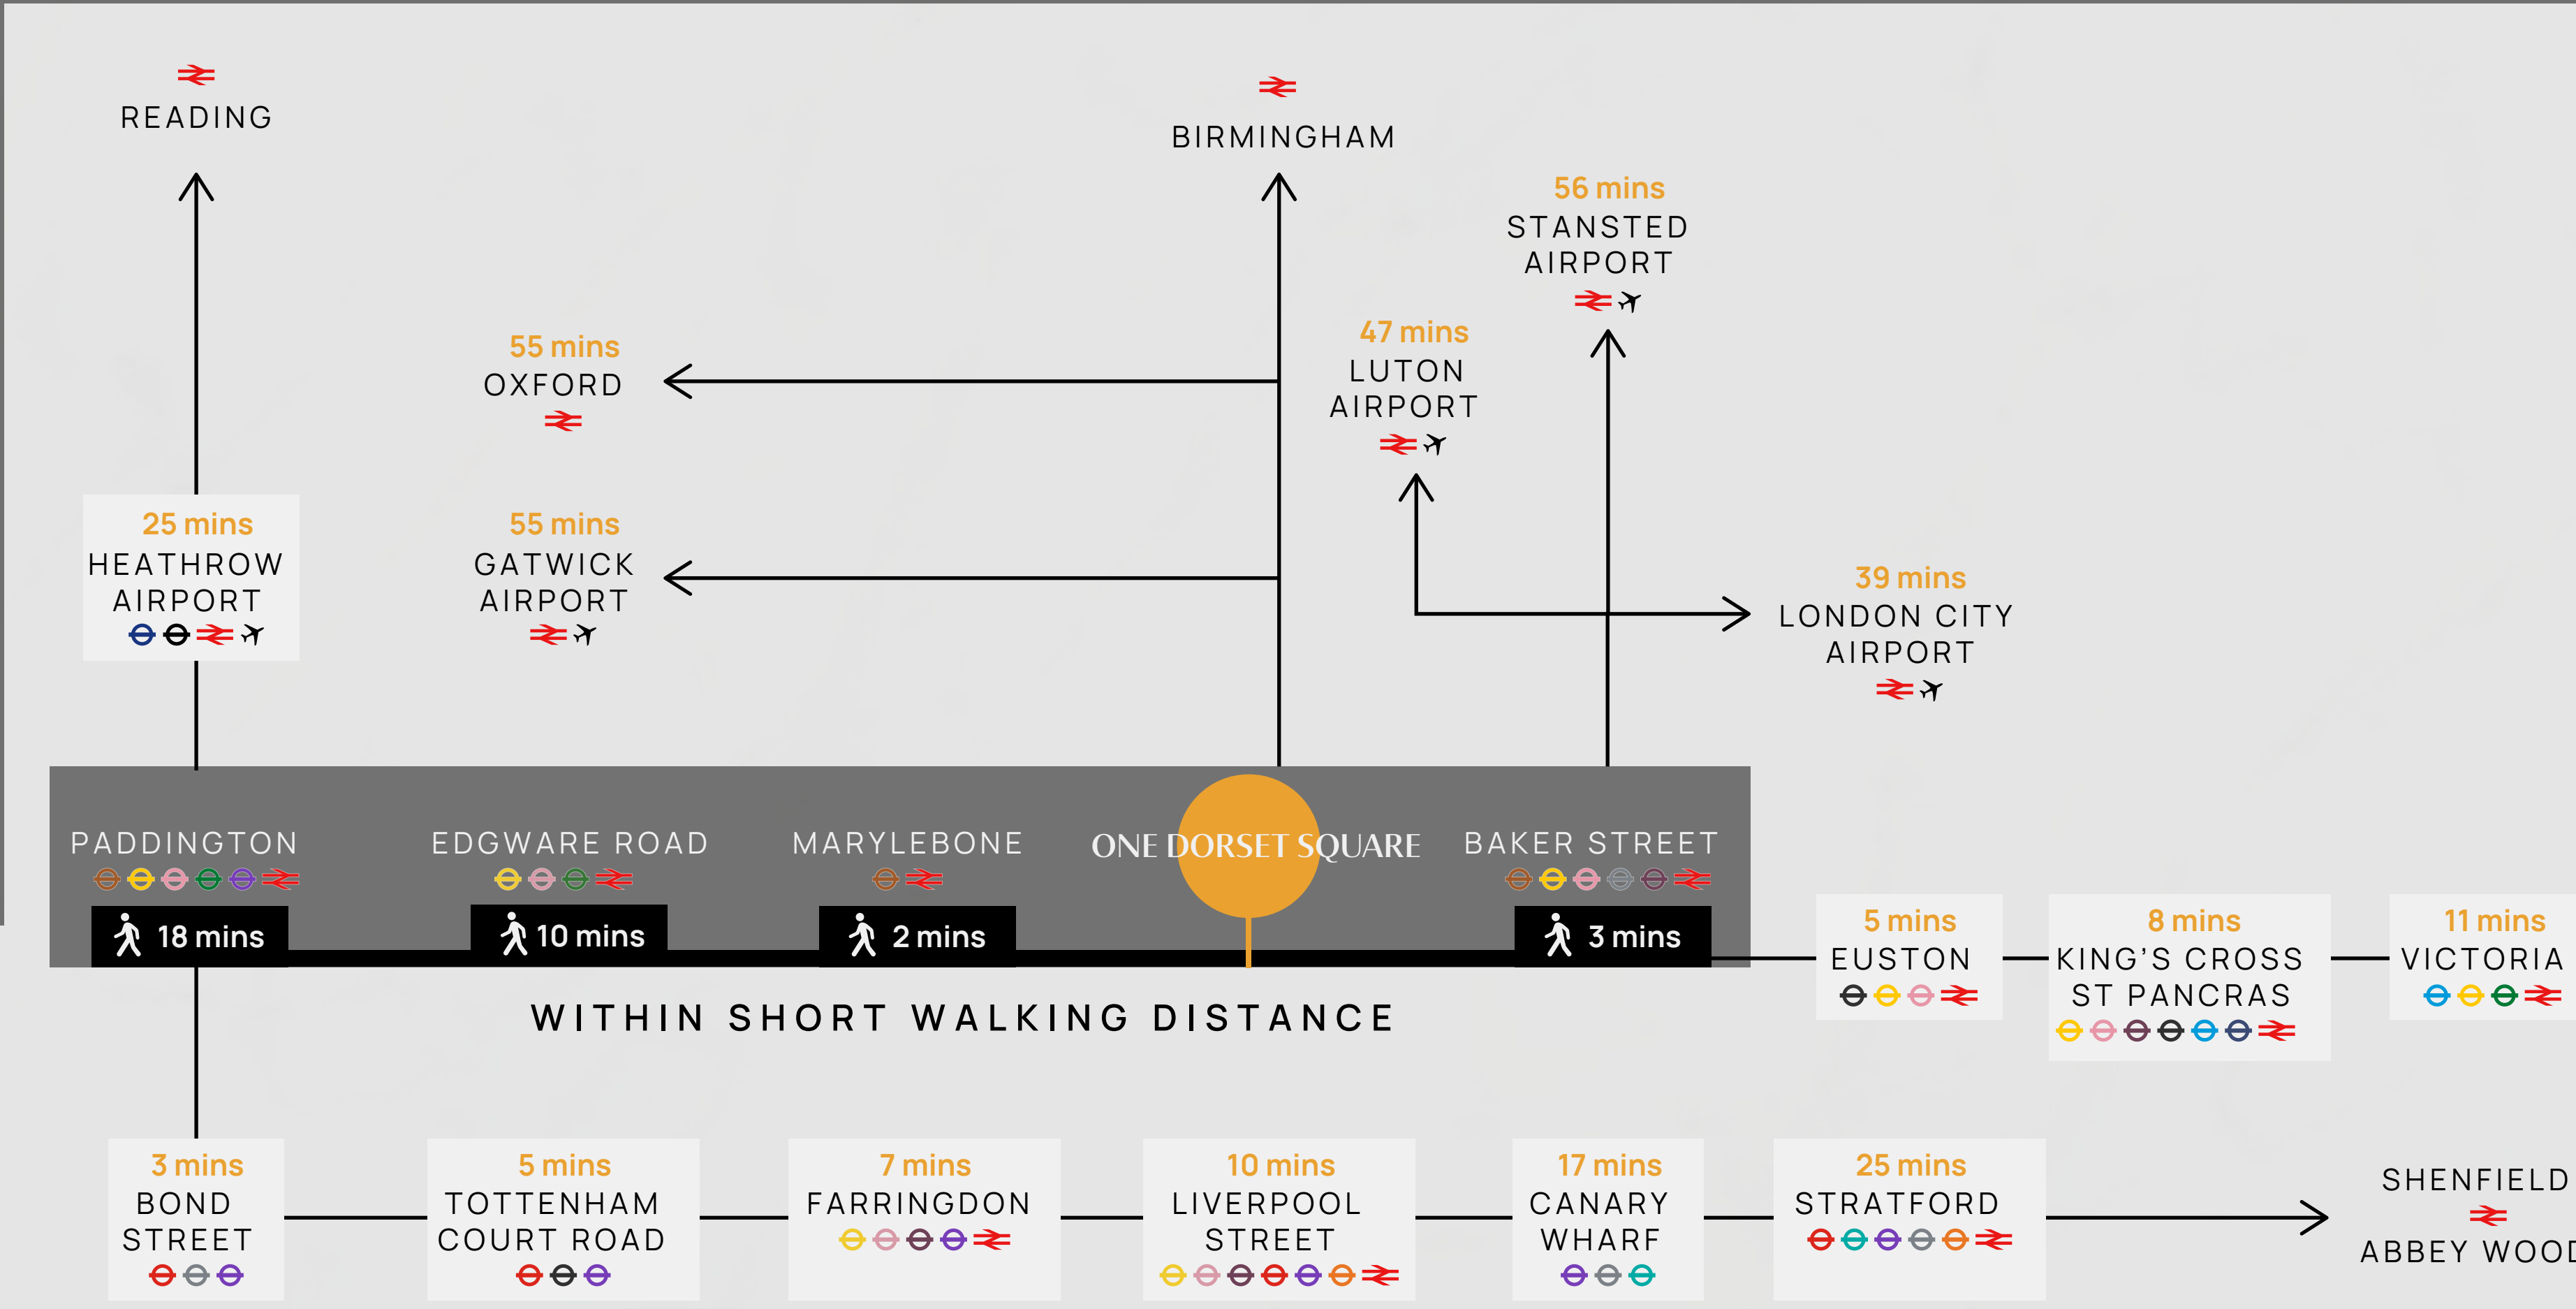 READING
BIRMINGHAM
56 mins
STANSTED
AIRPORT
55 mins
OXFORD
47 mins
LUTON
AIRPORT
25 mins
HEATHROW
AIRPORT
55 mins
GATWICK
AIRPORT
39 mins
LONDON CITY
AIRPORT
PADDINGTON
18 mins
EDGWARE ROAD
10 mins
MARYLEBONE
2 mins
ONE DORSET SQUARE
BAKER STREET
3 mins
5 mins
EUSTON
8 mins
KING'S CROSS
ST PANCRAS
11 mins
VICTORIA
WITHIN SHORT WALKING DISTANCE
3 mins
BOND
STREET
5 mins
TOTTENHAM
COURT ROAD
7 mins
FARRINGDON
10 mins
LIVERPOOL
STREET
17 mins
CANARY
WHARF
25 mins
STRATFORD
SHENFIELD
ABBEY WOOD